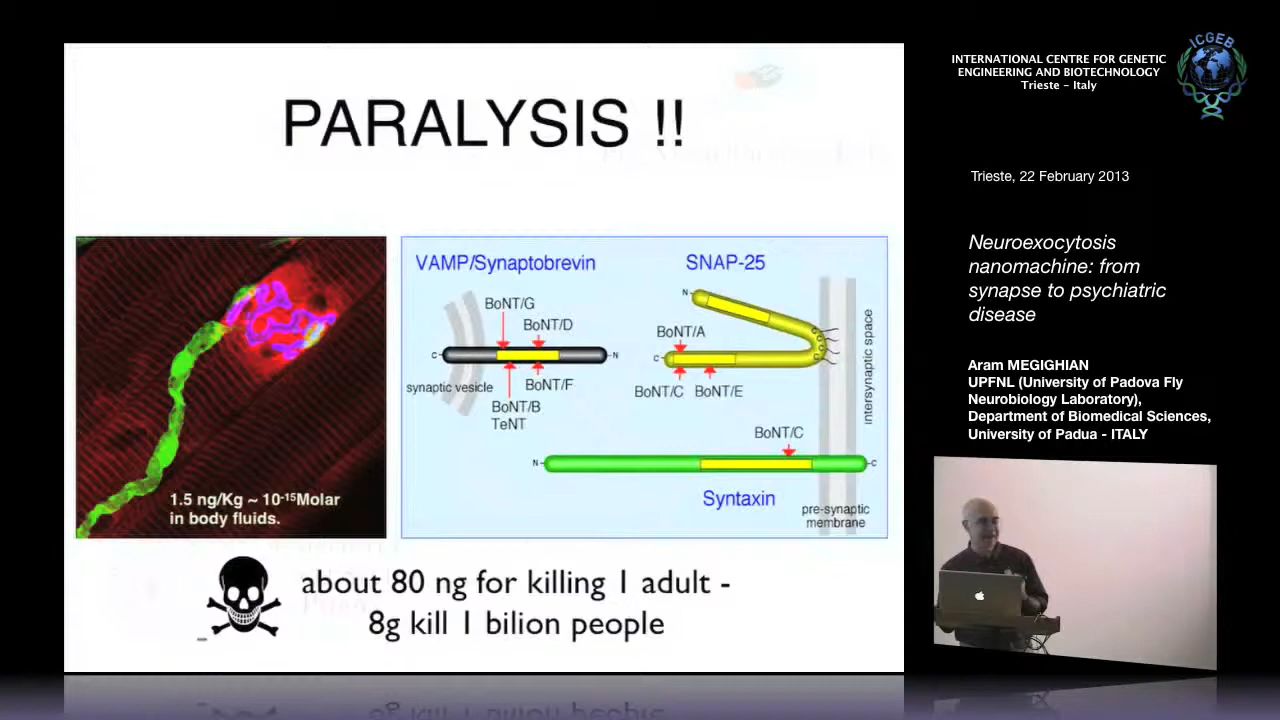 PARALYSIS !!
VAMP/Synaptobrevin
SNAP-25
BoNT/G
BoNT/D
C
N
synaptic vesicle
BoNT/F
BoNT/B
TeNT
N
BoNT/A
C
BoNT/C
BoNT/E
intersynaptic space
BoNT/C
N
C
Syntaxin
pre-synaptic
membrane
1.5 ng/Kg ~ 10-15Molar
in body fluids.
about 80 ng for killing 1 adult -
8g kill 1 bilion people
ICGEB
INTERNATIONAL CENTRE FOR GENETIC
ENGINEERING AND BIOTECHNOLOGY
Trieste - Italy
Trieste, 22 February 2013
Neuroexocytosis
nanomachine: from
synapse to psychiatric
disease
Aram MEGIGHIAN
UPFNL (University of Padova Fly
Neurobiology Laboratory),
Department of Biomedical Sciences,
University of Padua - ITALY